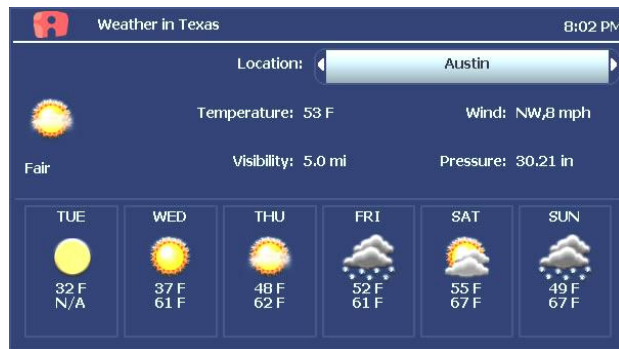 Weather in Texas 8:02 PM
Location: Austin
Temperature: 53 F Wind: NW,8 mph
Fair Visibility: 5.0 mi Pressure: 30.21 in
TUE WED THU FRI SAT SUN
32 F 37 F 48 F 52 F 55 F 49 F
N/A 61 F 62 F 61 F 67 F 67 F